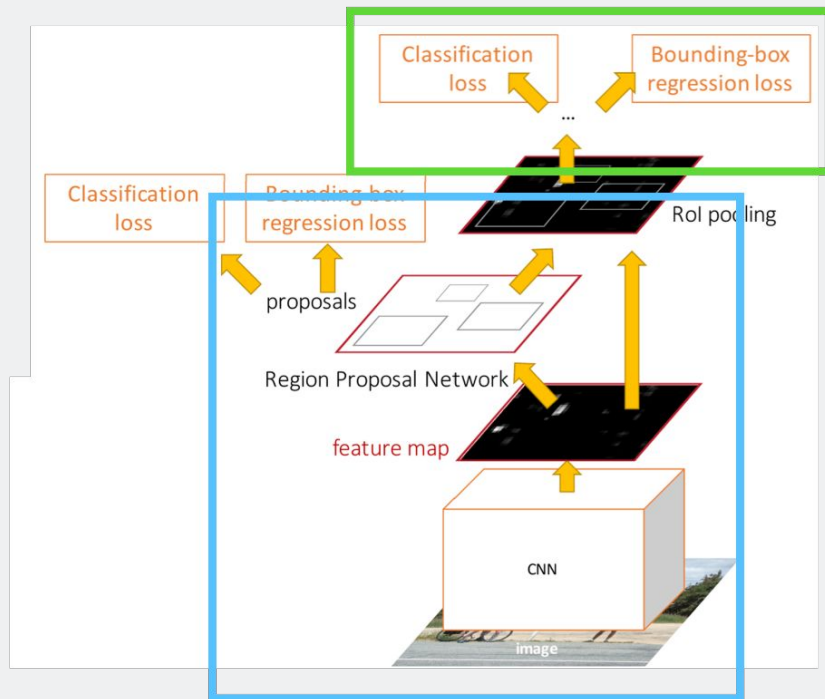 Classification
loss
Bounding-box
regression loss
...
Classification
loss
Bounding-box
regression loss
RoI pooling
proposals
Region Proposal Network
feature map
CNN
image